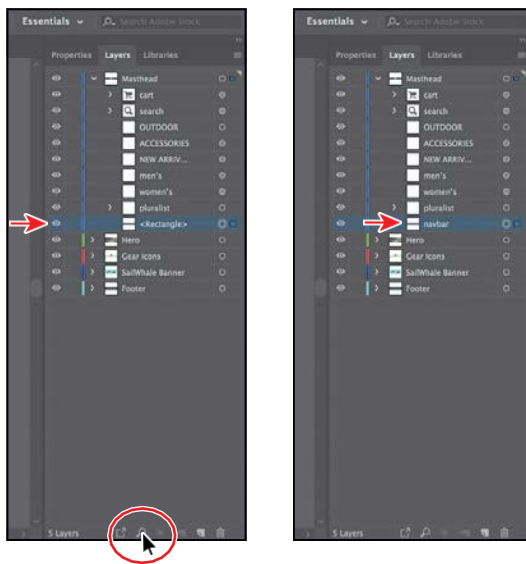 Essentials
Search Adobe Stock
Properties Layers Libraries
Masthead
cart
search
OUTDOOR
ACCESSORIES
NEW ARRIV...
men's
women's
pluralist
<Rectangle>
Hero
Gear Icons
SailWhale Banner
Footer
5 Layers
Essentials
Search Adobe Stock
Properties Layers Libraries
Masthead
cart
search
OUTDOOR
ACCESSORIES
NEW ARRIV...
men's
women's
pluralist
navbar
Hero
Gear Icons
SailWhale Banner
Footer
5 Layers